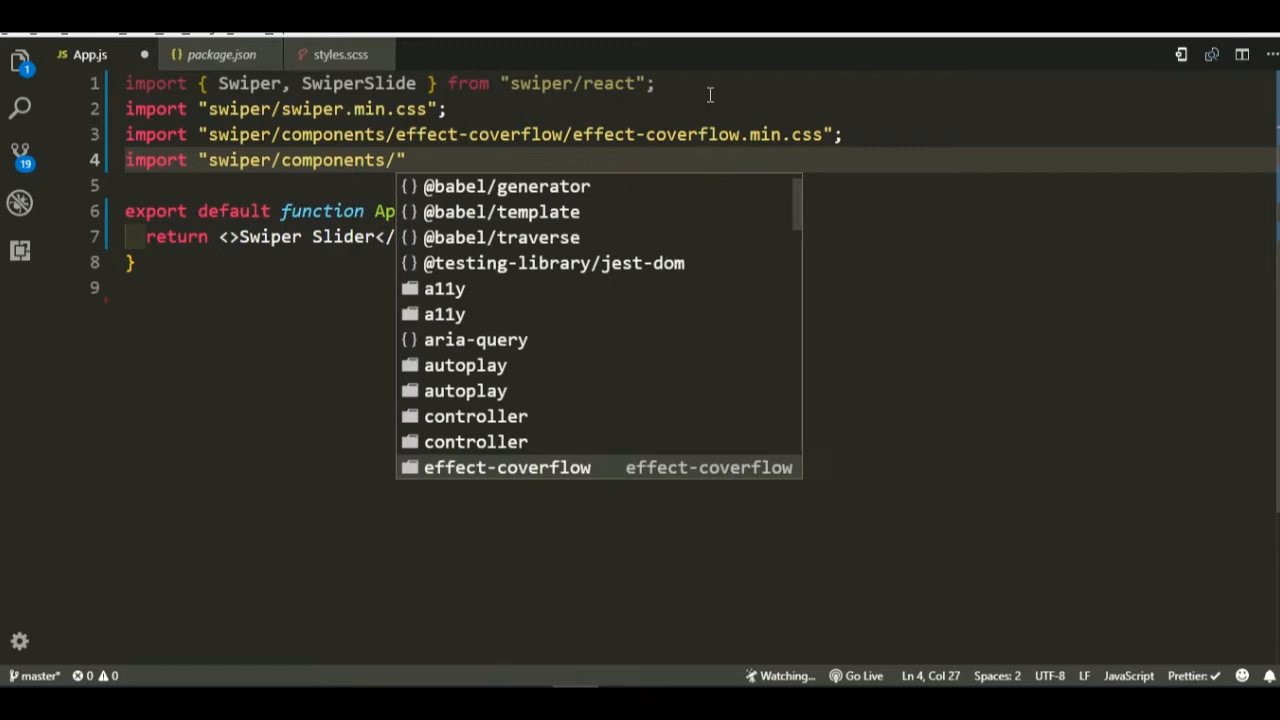 JS App.js ● {} package.json styles.scss
1 import { Swiper, SwiperSlide } from "swiper/react";
2 import "swiper/swiper.min.css";
3 import "swiper/components/effect-coverflow/effect-coverflow.min.css";
4 import "swiper/components/"
5
6 export default function Ap
7 return <>Swiper Slider</
8 }
9
{} @babel/generator
{} @babel/template
{} @babel/traverse
{} @testing-library/jest-dom
a11y
a11y
{} aria-query
autoplay
autoplay
controller
controller
effect-coverflow effect-coverflow
1
19
master* 0 0 Watching... Go Live Ln 4, Col 27 Spaces: 2 UTF-8 LF JavaScript Prettier: ✓